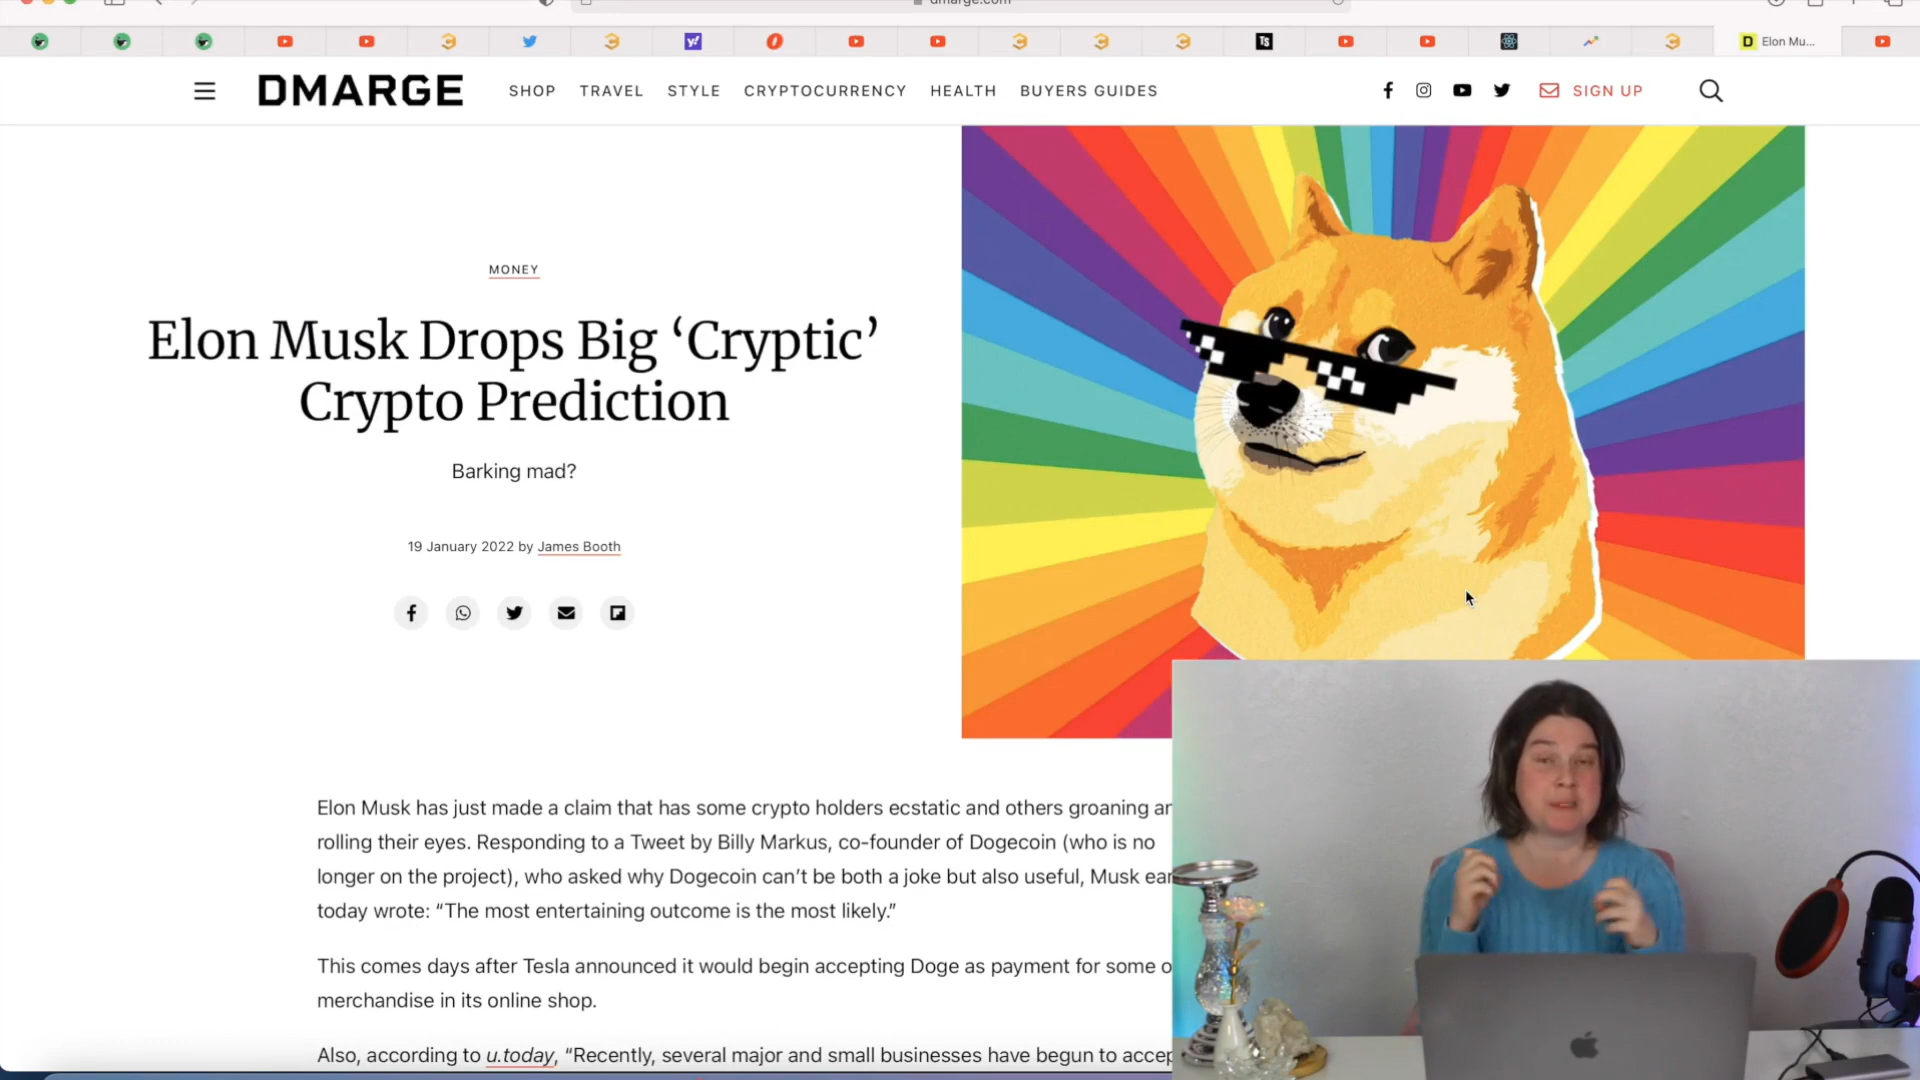 dmarge.com
Elon Mu...
DMARGE
SHOP TRAVEL STYLE CRYPTOCURRENCY HEALTH BUYERS GUIDES
SIGN UP
MONEY
Elon Musk Drops Big ‘Cryptic’
Crypto Prediction
Barking mad?
19 January 2022 by James Booth
Elon Musk has just made a claim that has some crypto holders ecstatic and others groaning
rolling their eyes. Responding to a Tweet by Billy Markus, co-founder of Dogecoin (who is no
longer on the project), who asked why Dogecoin can’t be both a joke but also useful, Musk
today wrote: “The most entertaining outcome is the most likely.”
This comes days after Tesla announced it would begin accepting Doge as payment for some
merchandise in its online shop.
Also, according to u.today, “Recently, several major and small businesses have begun to